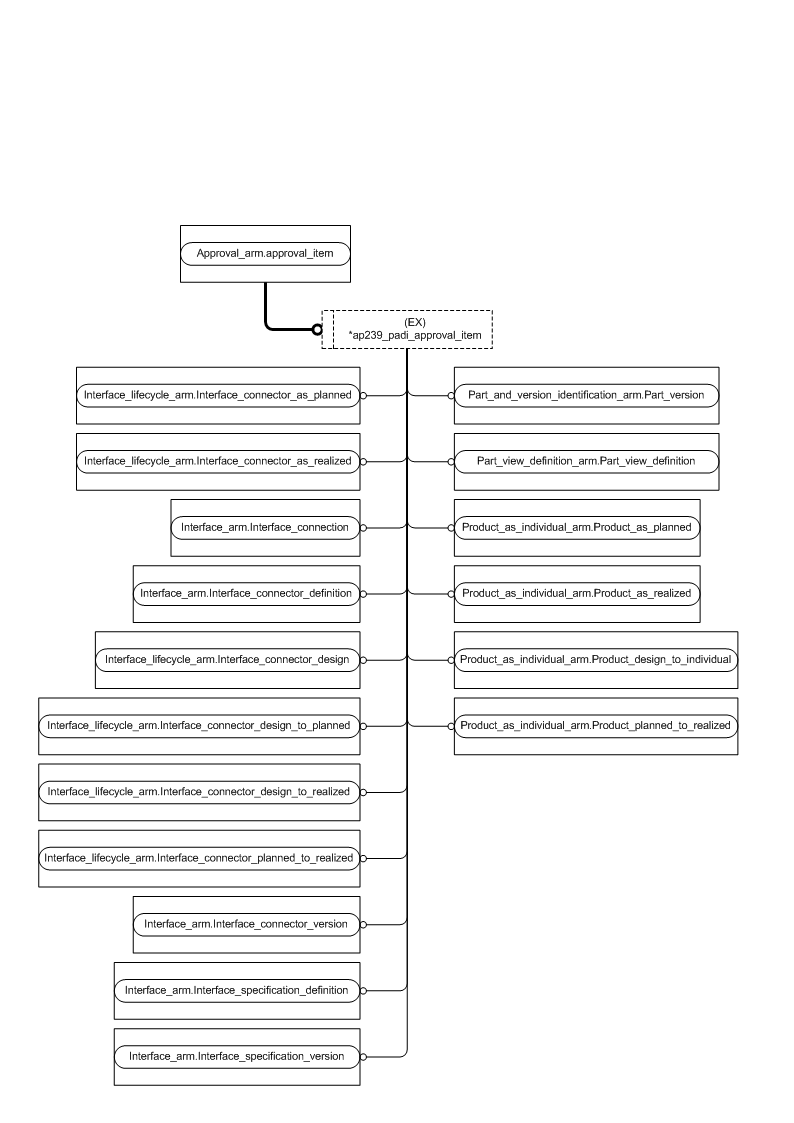 Approval_arm.approval_item
(EX)
*ap239_padi_approval_item
Interface_lifecycle_arm.Interface_connector_as_planned
Part_and_version_identification_arm.Part_version
Interface_lifecycle_arm.Interface_connector_as_realized
Part_view_definition_arm.Part_view_definition
Interface_arm.Interface_connection
Product_as_individual_arm.Product_as_planned
Interface_arm.Interface_connector_definition
Product_as_individual_arm.Product_as_realized
Interface_lifecycle_arm.Interface_connector_design
Product_as_individual_arm.Product_design_to_individual
Interface_lifecycle_arm.Interface_connector_design_to_planned
Product_as_individual_arm.Product_planned_to_realized
Interface_lifecycle_arm.Interface_connector_design_to_realized
Interface_lifecycle_arm.Interface_connector_planned_to_realized
Interface_arm.Interface_connector_version
Interface_arm.Interface_specification_definition
Interface_arm.Interface_specification_version